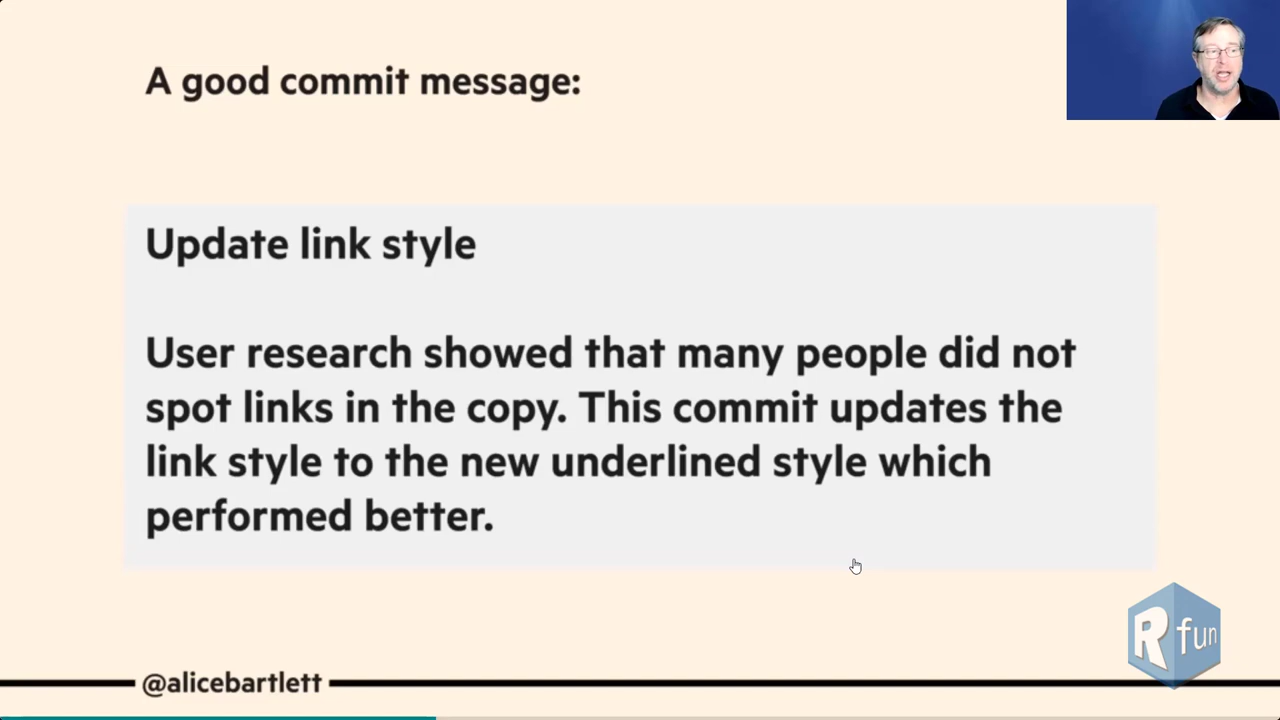 A good commit message:
Update link style
User research showed that many people did not
spot links in the copy. This commit updates the
link style to the new underlined style which
performed better.
R fun
@alicebartlett